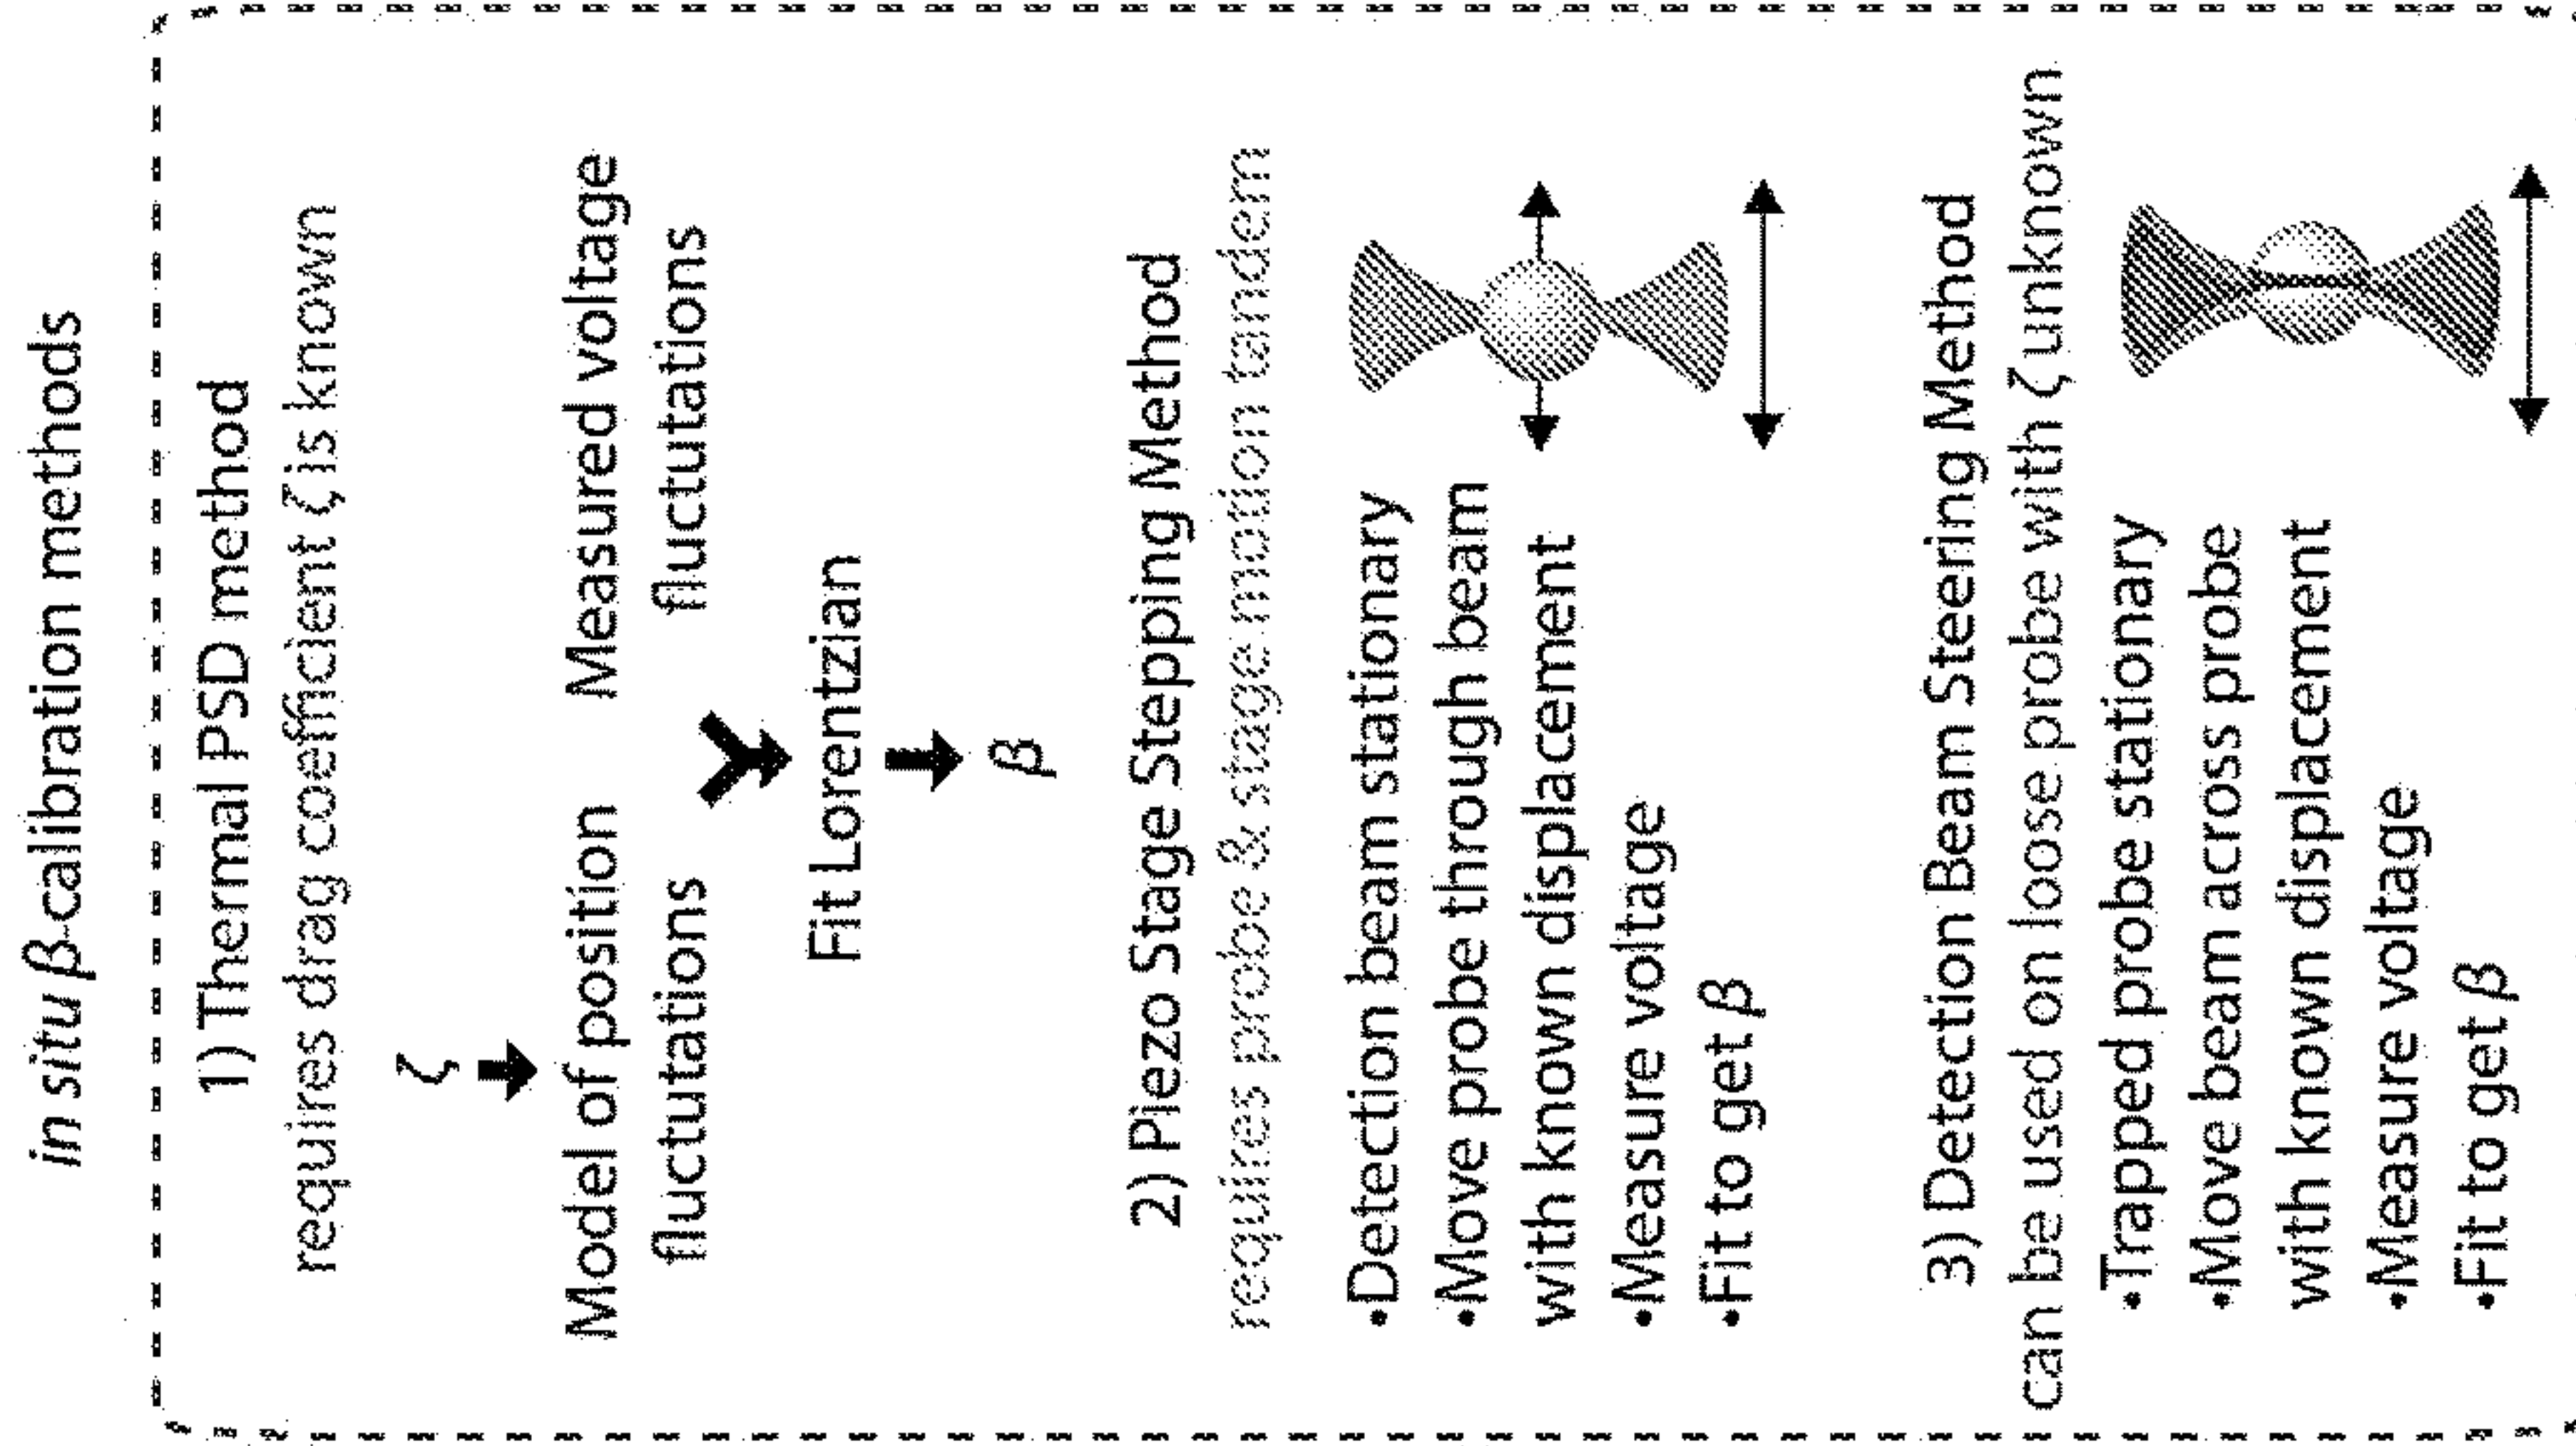 in situ β-calibration methods
1) Thermal PSD method
requires drag coefficient ζ is known
ζ
Model of position Measured voltage
fluctutations fluctutations
Fit Lorentzian
β
2) Piezo Stage Stepping Method
requires probe & stage motion tandem
•Detection beam stationary
•Move probe through beam
with known displacement
•Measure voltage
•Fit to get β
3) Detection Beam Steering Method
can be used on loose probe with ζ unknown
•Trapped probe stationary
•Move beam across probe
with known displacement
•Measure voltage
•Fit to get β